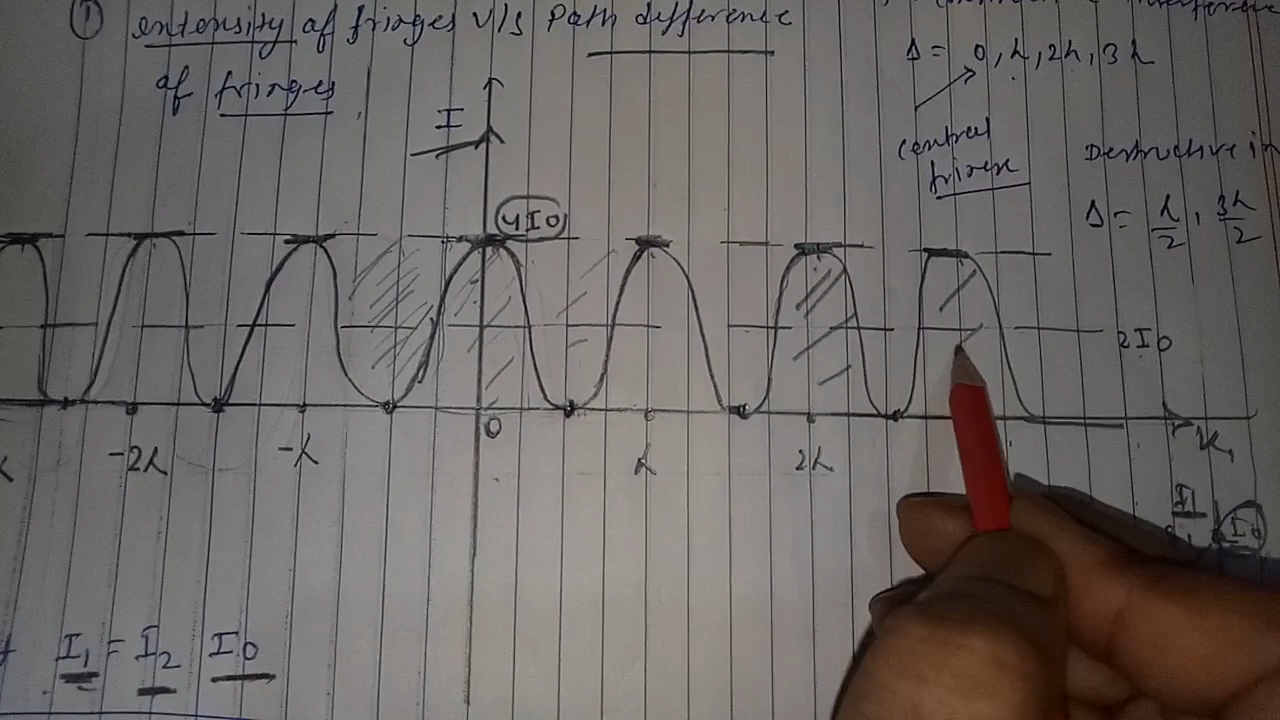 ① intensity of fringes v/s Path difference
of fringes
Δ = 0, λ, 2λ, 3λ
central
fringe
I
4I0
Destructive in
Δ = λ/2, 3λ/2
2I0
-2λ -λ 0 λ 2λ
I1 = I2 I0